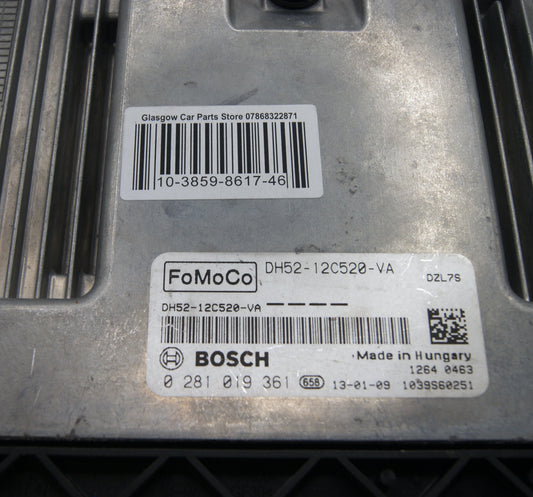 Glasgow Car Parts Store 07868322871
10-3859-8617-46
FoMoCo DH52-12C520-VA DZL7S
DH52-12C520-VA — — — —
BOSCH Made in Hungary
1264 0463
0 281 019 361 658 13-01-09 1039S60251